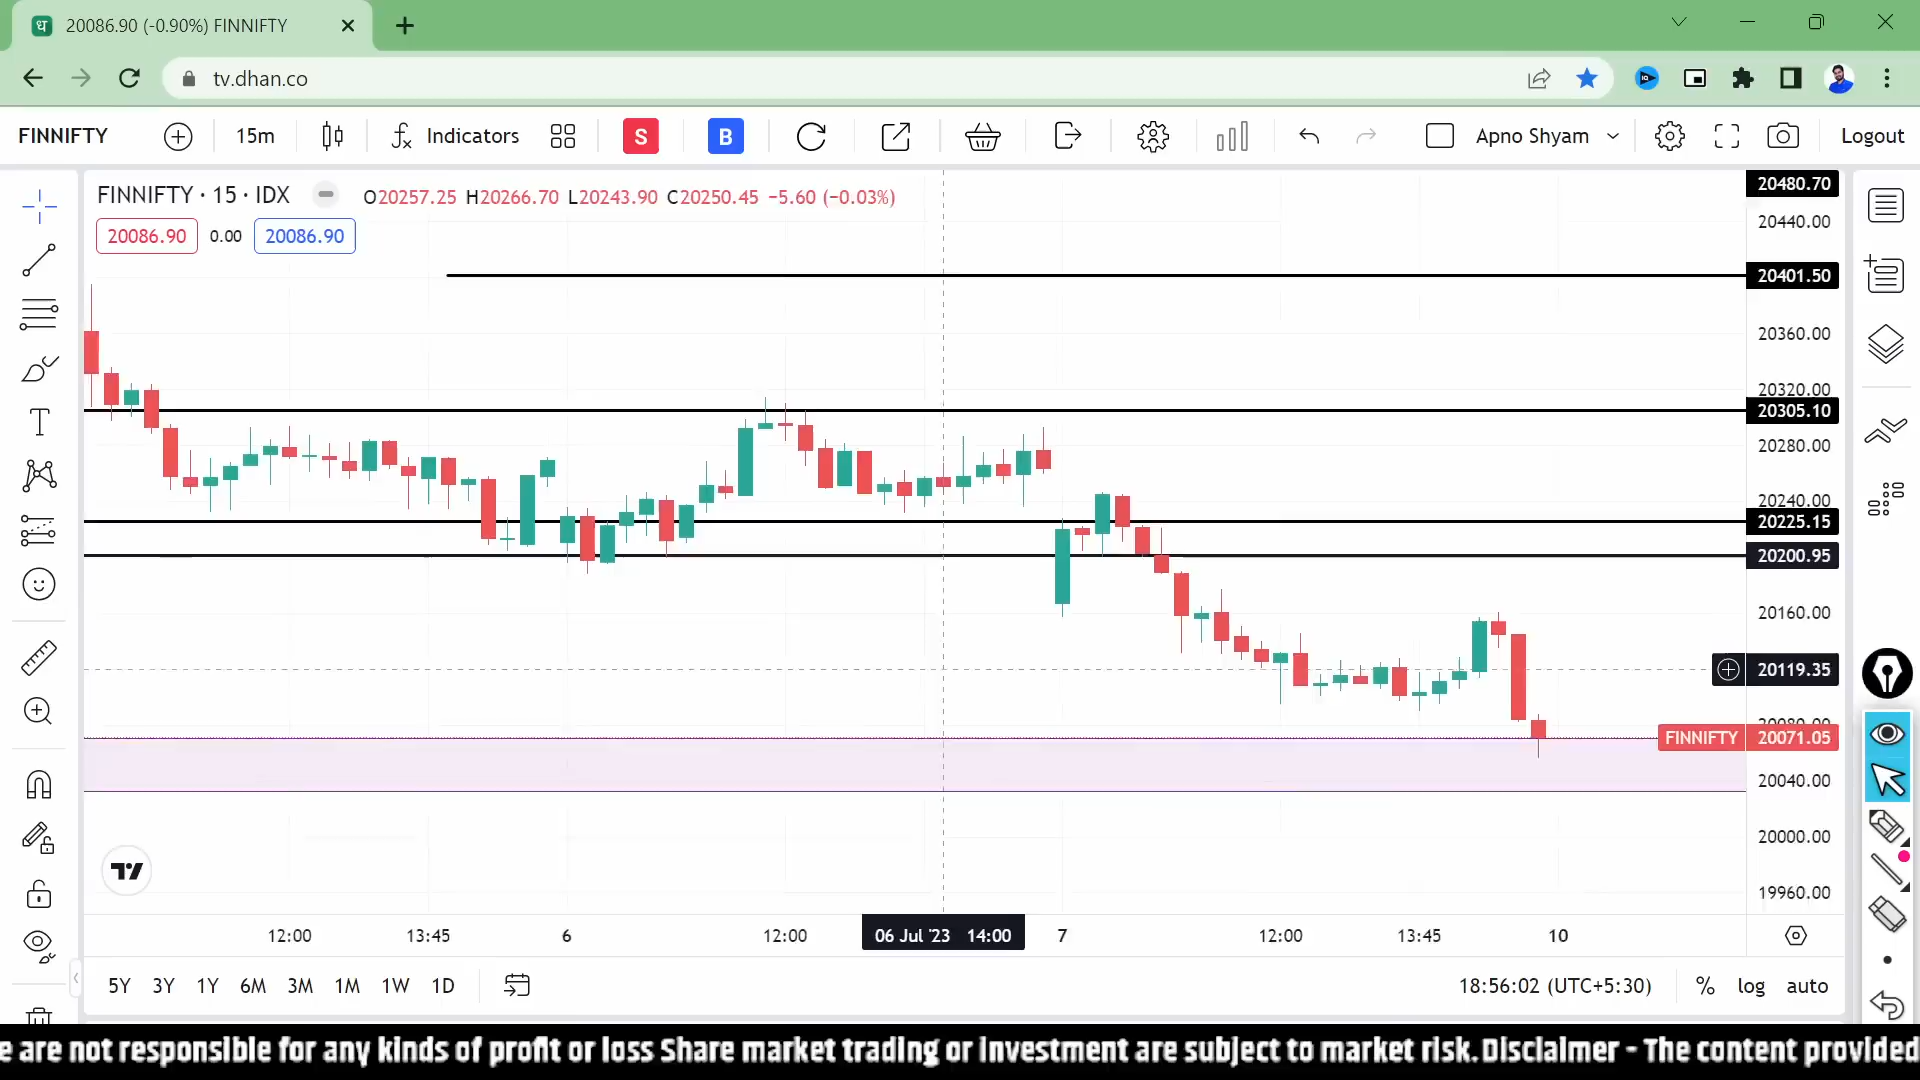 20086.90 (-0.90%) FINNIFTY
tv.dhan.co
FINNIFTY 15m Indicators S B Apno Shyam Logout
FINNIFTY · 15 · IDX O20257.25 H20266.70 L20243.90 C20250.45 −5.60 (−0.03%)
20086.90 0.00 20086.90
20480.70
20440.00
20401.50
20360.00
20320.00
20305.10
20280.00
20240.00
20225.15
20200.95
20160.00
20119.35
20080.00
FINNIFTY 20071.05
20040.00
20000.00
19960.00
12:00 13:45 6 12:00 06 Jul '23 14:00 7 12:00 13:45 10
5Y 3Y 1Y 6M 3M 1M 1W 1D 18:56:02 (UTC+5:30) % log auto
e are not responsible for any kinds of profit or loss Share market trading or investment are subject to market risk. Disclaimer - The content provided